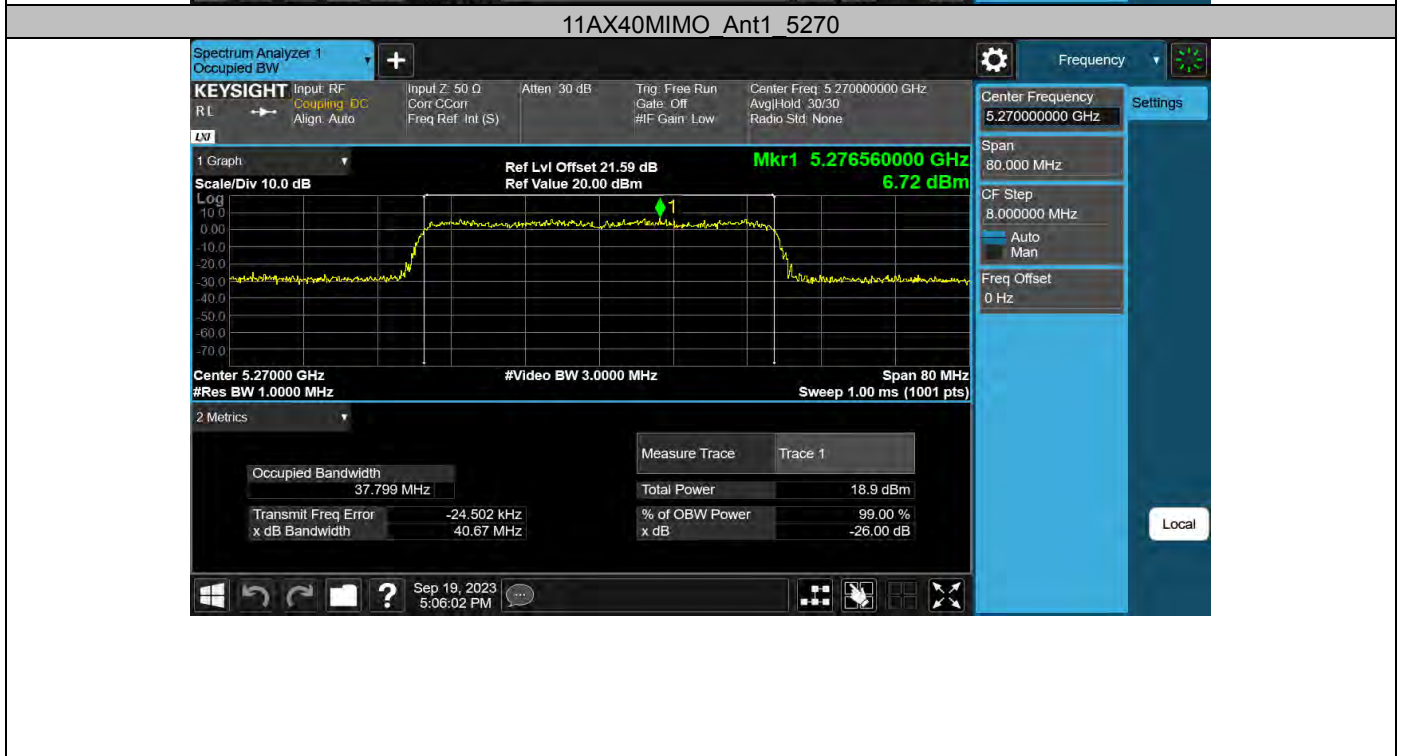 11AX40MIMO_Ant1_5270
Spectrum Analyzer 1
Occupied BW
+
Frequency
KEYSIGHT
R L
LXI
Input: RF
Coupling: DC
Align: Auto
Input Z: 50 Ω
Corr CCorr
Freq Ref: Int (S)
Atten: 30 dB
Trig: Free Run
Gate: Off
#IF Gain: Low
Center Freq: 5.270000000 GHz
Avg|Hold: 30/30
Radio Std: None
Center Frequency
5.270000000 GHz
Settings
Span
80.000 MHz
CF Step
8.000000 MHz
Auto
Man
Freq Offset
0 Hz
1 Graph
Scale/Div 10.0 dB
Ref Lvl Offset 21.59 dB
Ref Value 20.00 dBm
Mkr1 5.276560000 GHz
6.72 dBm
Log
10.0
0.00
-10.0
-20.0
-30.0
-40.0
-50.0
-60.0
-70.0
1
Center 5.27000 GHz
#Res BW 1.0000 MHz
#Video BW 3.0000 MHz
Span 80 MHz
Sweep 1.00 ms (1001 pts)
2 Metrics
Measure Trace Trace 1
Occupied Bandwidth
37.799 MHz
Total Power 18.9 dBm
Transmit Freq Error -24.502 kHz
% of OBW Power 99.00 %
x dB Bandwidth 40.67 MHz
x dB -26.00 dB
Local
?
Sep 19, 2023
5:06:02 PM